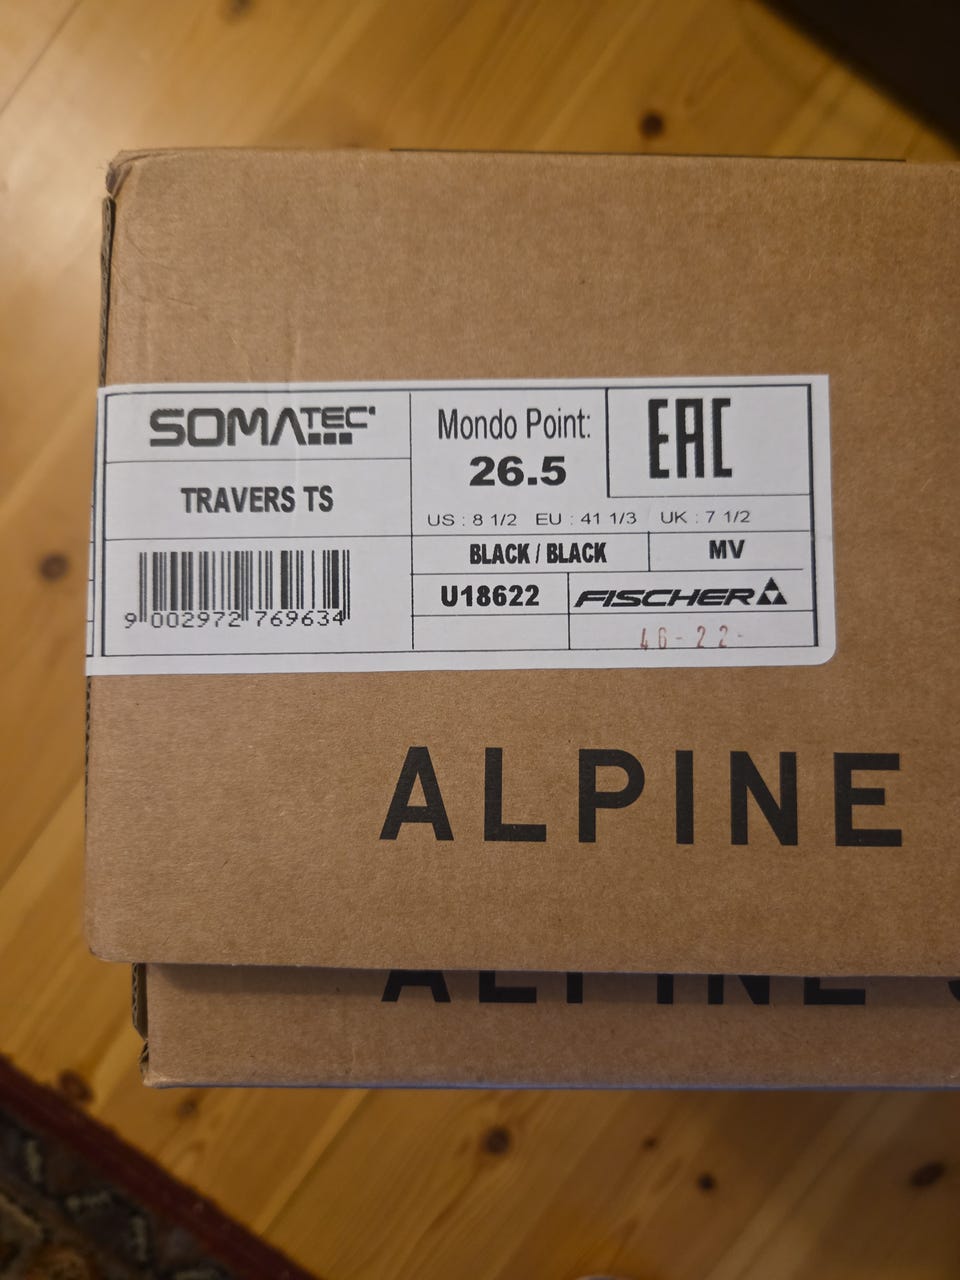 SOMATEC
TRAVERS TS
9 002972 769634
Mondo Point:
26.5
EAC
US : 8 1/2 EU : 41 1/3 UK : 7 1/2
BLACK / BLACK
MV
U18622
FISCHER
46-22-
ALPINE
ALPINE